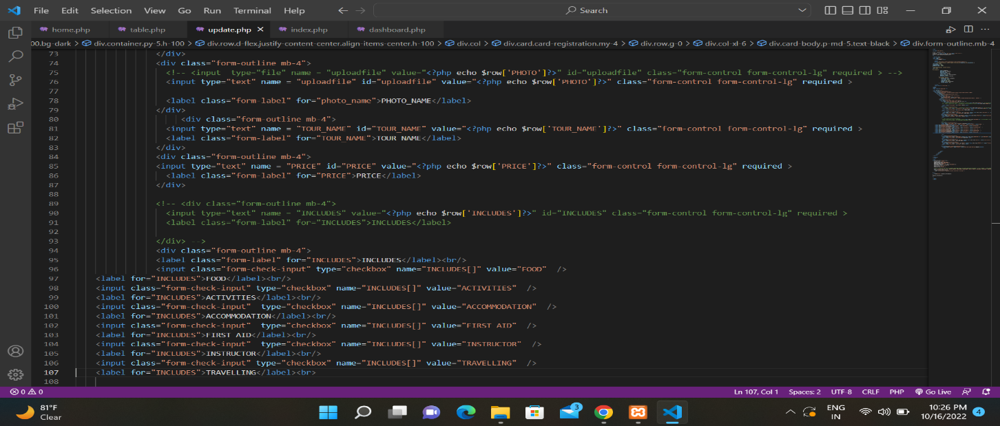 File Edit Selection View Go Run Terminal Help Search
home.php table.php update.php index.php dashboard.php
00.bg-dark > div.container.py-5.h-100 > div.row.d-flex.justify-content-center.align-items-center.h-100 > div.col > div.card.card-registration.my-4 > div.row.g-0 > div.col-xl-6 > div.card-body.p-md-5.text-black > div.form-outline.mb-4
73 </div>
74 <div class="form-outline mb-4">
75 <!-- <input  type="file" name = "uploadfile" value="<?php echo $row['PHOTO']?>" id="uploadfile" class="form-control form-control-lg" required > -->
76 <input type="text" name = "uploadfile" id="uploadfile" value="<?php echo $row['PHOTO']?>" class="form-control form-control-lg" required >
77
78 <label class="form-label" for="photo_name">PHOTO_NAME</label>
79 </div>
80 <div class="form-outline mb-4">
81 <input type="text" name = "TOUR_NAME" id="TOUR_NAME" value="<?php echo $row['TOUR_NAME']?>" class="form-control form-control-lg" required >
82 <label class="form-label" for="TOUR_NAME">TOUR NAME</label>
83 </div>
84 <div class="form-outline mb-4">
85 <input type="text" name = "PRICE" id="PRICE" value="<?php echo $row['PRICE']?>" class="form-control form-control-lg" required >
86 <label class="form-label" for="PRICE">PRICE</label>
87 </div>
88
89 <!-- <div class="form-outline mb-4">
90 <input type="text" name = "INCLUDES" value="<?php echo $row['INCLUDES']?>" id="INCLUDES" class="form-control form-control-lg" required >
91 <label class="form-label" for="INCLUDES">INCLUDES</label>
92
93 </div> -->
94 <div class="form-outline mb-4">
95 <label class="form-label" for="INCLUDES">INCLUDES</label><br/>
96 <input class="form-check-input" type="checkbox" name="INCLUDES[]" value="FOOD"  />
97 <label for="INCLUDES">FOOD</label><br/>
98 <input class="form-check-input" type="checkbox" name="INCLUDES[]" value="ACTIVITIES"  />
99 <label for="INCLUDES">ACTIVITIES</label><br/>
100 <input class="form-check-input"  type="checkbox" name="INCLUDES[]" value="ACCOMMODATION"  />
101 <label for="INCLUDES">ACCOMMODATION</label><br/>
102 <input class="form-check-input"  type="checkbox" name="INCLUDES[]" value="FIRST AID"  />
103 <label for="INCLUDES">FIRST AID</label><br/>
104 <input class="form-check-input"  type="checkbox" name="INCLUDES[]" value="INSTRUCTOR"  />
105 <label for="INCLUDES">INSTRUCTOR</label><br/>
106 <input class="form-check-input" type="checkbox" name="INCLUDES[]" value="TRAVELLING"  />
107 <label for="INCLUDES">TRAVELLING</label><br>
108
0 0 Ln 107, Col 1 Spaces: 2 UTF-8 CRLF PHP Go Live
81°F
Clear
3
ENG
IN
10:26 PM
10/16/2022
4